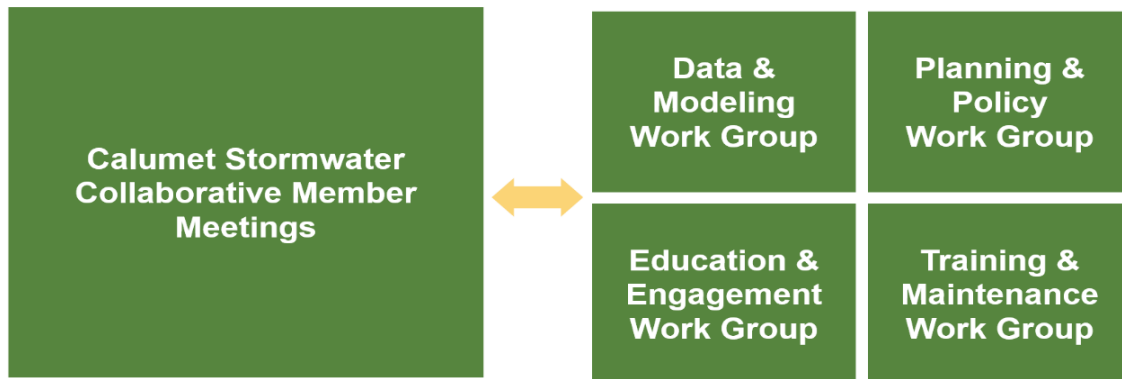 Calumet Stormwater
Collaborative Member
Meetings
Data &
Modeling
Work Group
Planning &
Policy
Work Group
Education &
Engagement
Work Group
Training &
Maintenance
Work Group